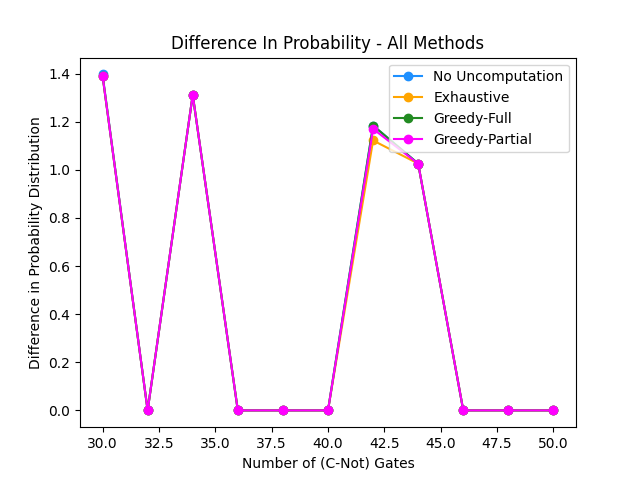 Difference In Probability - All Methods
No Uncomputation
Exhaustive
Greedy-Full
Greedy-Partial
Difference in Probability Distribution
1.4
1.2
1.0
0.8
0.6
0.4
0.2
0.0
30.0 32.5 35.0 37.5 40.0 42.5 45.0 47.5 50.0
Number of (C-Not) Gates